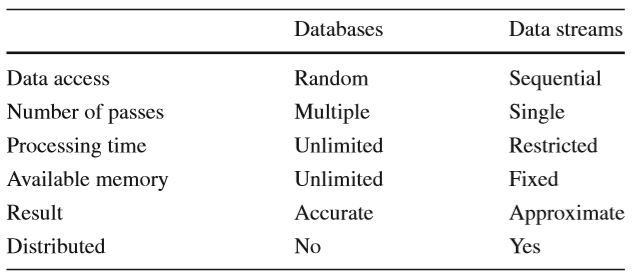 Databases Data streams
Data access Random Sequential
Number of passes Multiple Single
Processing time Unlimited Restricted
Available memory Unlimited Fixed
Result Accurate Approximate
Distributed No Yes